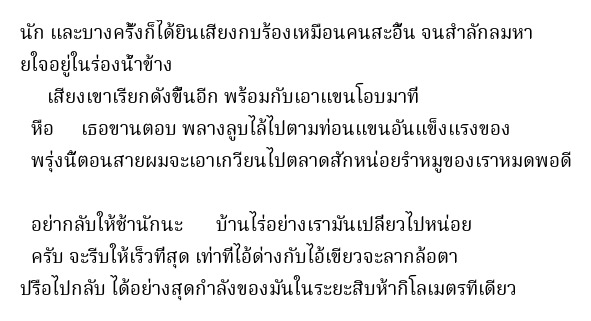 นัก และบางครั้งก็ได้ยินเสียงกบร้องเหมือนคนสะอื้น จนสำลักลมหา
ยใจอยู่ในร่องน้ำข้าง
เสียงเขาเรียกดังขึ้นอีก พร้อมกับเอาแขนโอบมาที่
หือ เธอขานตอบ พลางลูบไล้ไปตามท่อนแขนอันแข็งแรงของ
พรุ่งนี้ตอนสายผมจะเอาเกวียนไปตลาดสักหน่อยรำหมูของเราหมดพอดี
อย่ากลับให้ช้านักนะ บ้านไร่อย่างเรามันเปลี่ยวไปหน่อย
ครับ จะรีบให้เร็วที่สุด เท่าที่ไอ้ด่างกับไอ้เขียวจะลากล้อตา
ปรือไปกลับ ได้อย่างสุดกำลังของมันในระยะสิบห้ากิโลเมตรทีเดียว